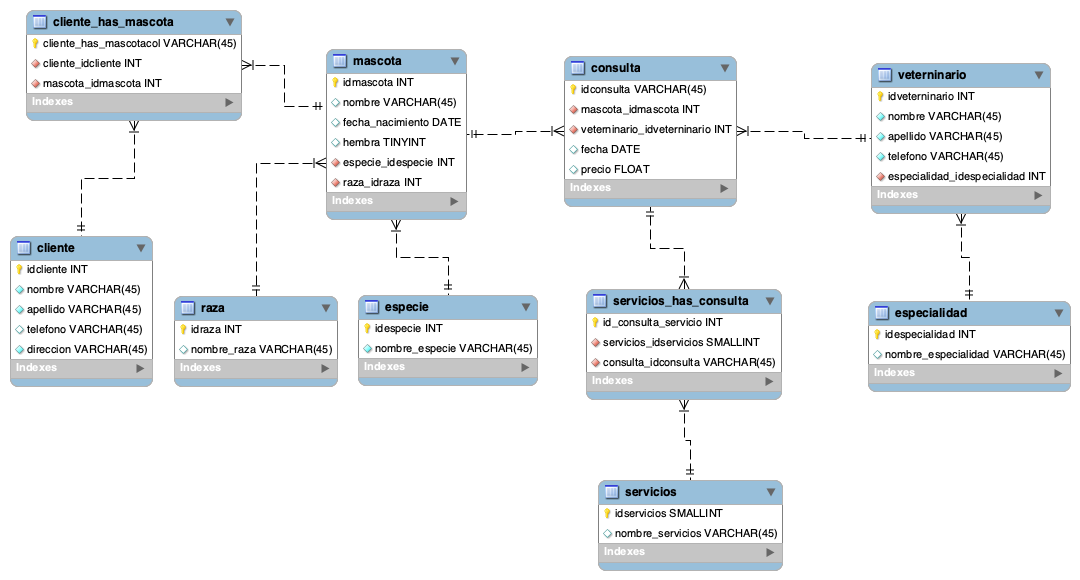 cliente_has_mascota
cliente_has_mascotacol VARCHAR(45)
cliente_idcliente INT
mascota_idmascota INT
Indexes
mascota
idmascota INT
nombre VARCHAR(45)
fecha_nacimiento DATE
hembra TINYINT
especie_idespecie INT
raza_idraza INT
Indexes
consulta
idconsulta VARCHAR(45)
mascota_idmascota INT
veterminario_idveterninario INT
fecha DATE
precio FLOAT
Indexes
veterninario
idveterninario INT
nombre VARCHAR(45)
apellido VARCHAR(45)
telefono VARCHAR(45)
especialidad_idespecialidad INT
Indexes
cliente
idcliente INT
nombre VARCHAR(45)
apellido VARCHAR(45)
telefono VARCHAR(45)
direccion VARCHAR(45)
Indexes
raza
idraza INT
nombre_raza VARCHAR(45)
Indexes
especie
idespecie INT
nombre_especie VARCHAR(45)
Indexes
servicios_has_consulta
id_consulta_servicio INT
servicios_idservicios SMALLINT
consulta_idconsulta VARCHAR(45)
Indexes
especialidad
idespecialidad INT
nombre_especialidad VARCHAR(45)
Indexes
servicios
idservicios SMALLINT
nombre_servicios VARCHAR(45)
Indexes